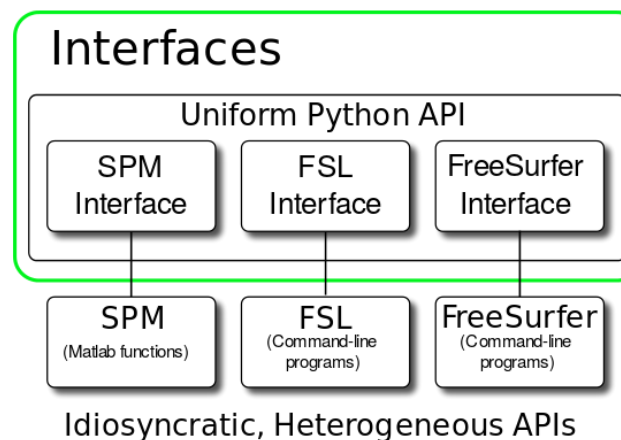 Interfaces
Uniform Python API
SPM
Interface
FSL
Interface
FreeSurfer
Interface
SPM
(Matlab functions)
FSL
(Command-line
programs)
FreeSurfer
(Command-line
programs)
Idiosyncratic, Heterogeneous APIs